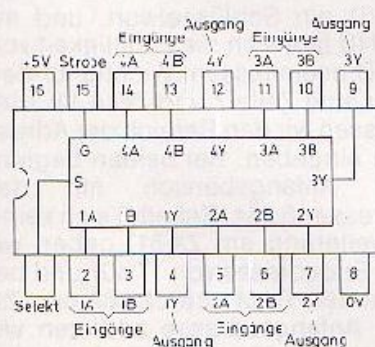 Ausgang Ausgang
Eingänge Eingänge
+5V Strobe 4A 4B 4Y 3A 3B 3Y
16 15 14 13 12 11 10 9
G 4A 4B 4Y 3A 3B
S 3Y
1A 1B 1Y 2A 2B 2Y
1 2 3 4 5 6 7 8
Selekt 1A 1B 1Y 2A 2B 2Y 0V
Eingänge Eingänge
Ausgang Ausgang